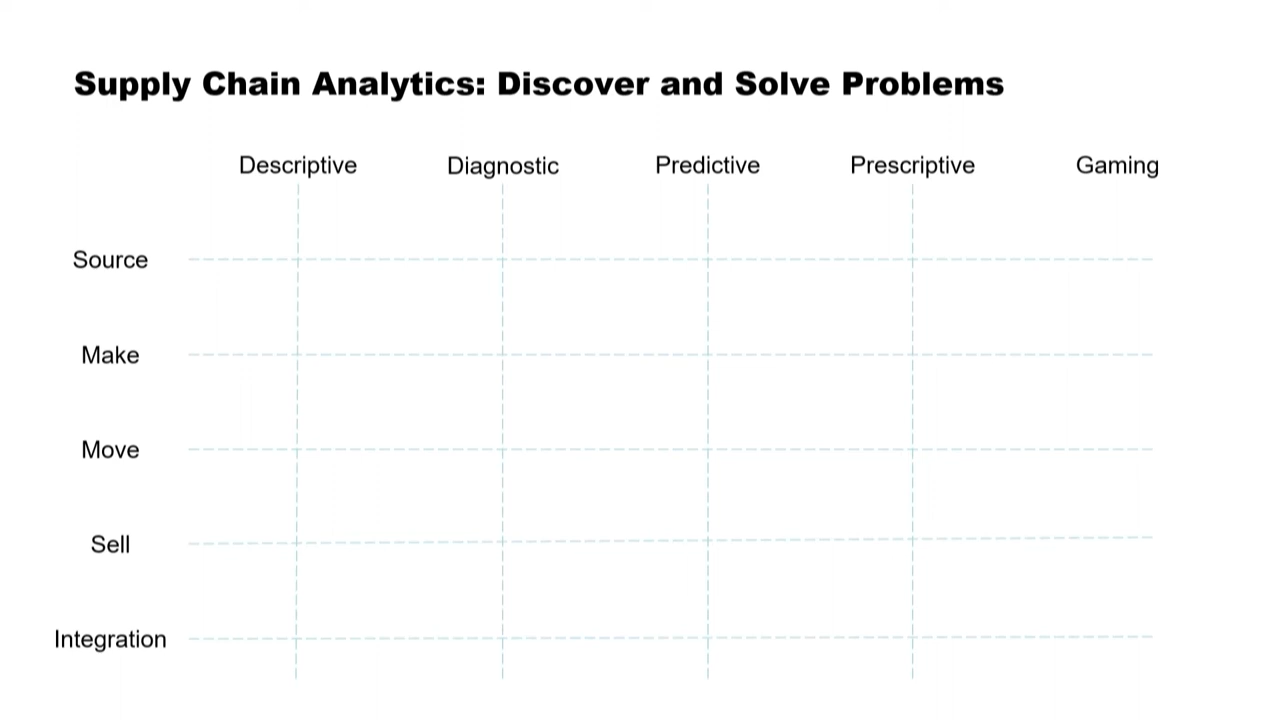 Supply Chain Analytics: Discover and Solve Problems
Descriptive Diagnostic Predictive Prescriptive Gaming
Source
Make
Move
Sell
Integration